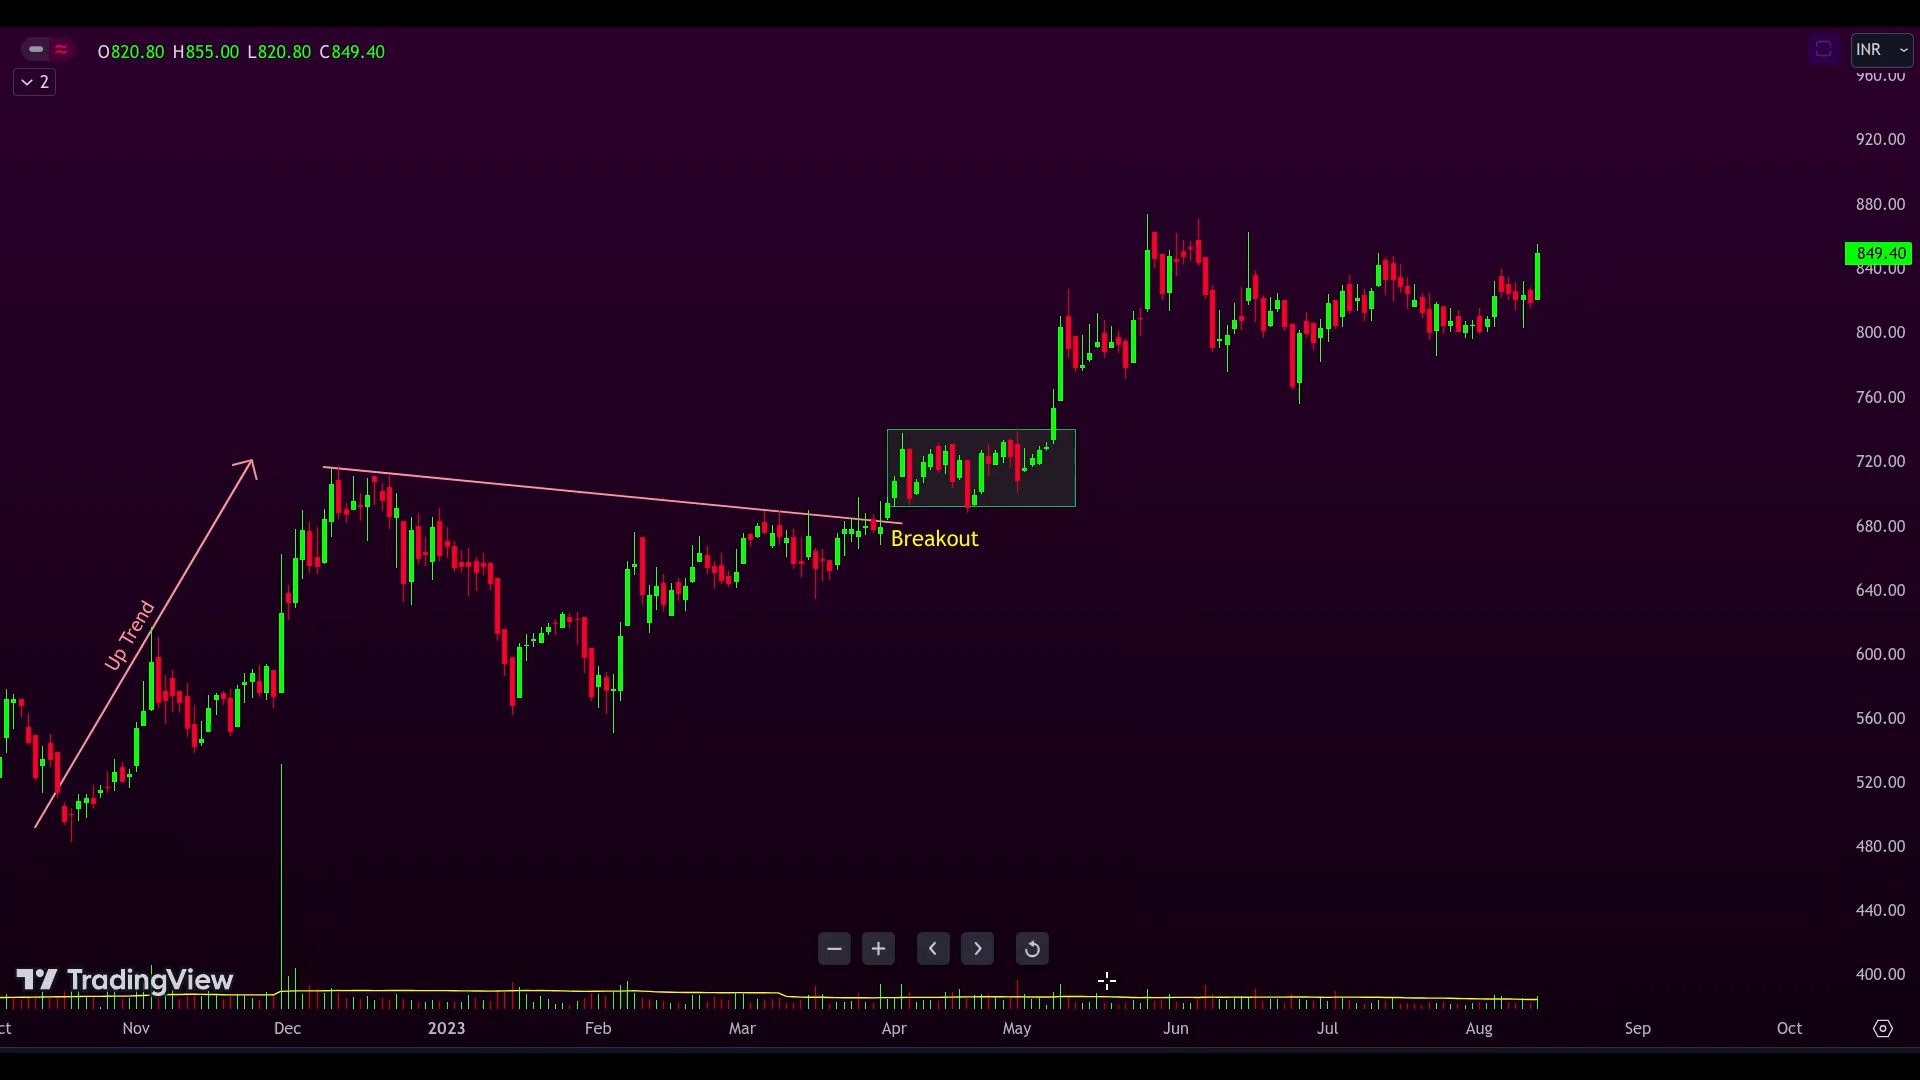 O820.80 H855.00 L820.80 C849.40
INR
2
960.00
920.00
880.00
849.40
840.00
800.00
760.00
720.00
680.00
640.00
600.00
560.00
520.00
480.00
440.00
400.00
Up Trend
Breakout
TradingView
ct Nov Dec 2023 Feb Mar Apr May Jun Jul Aug Sep Oct